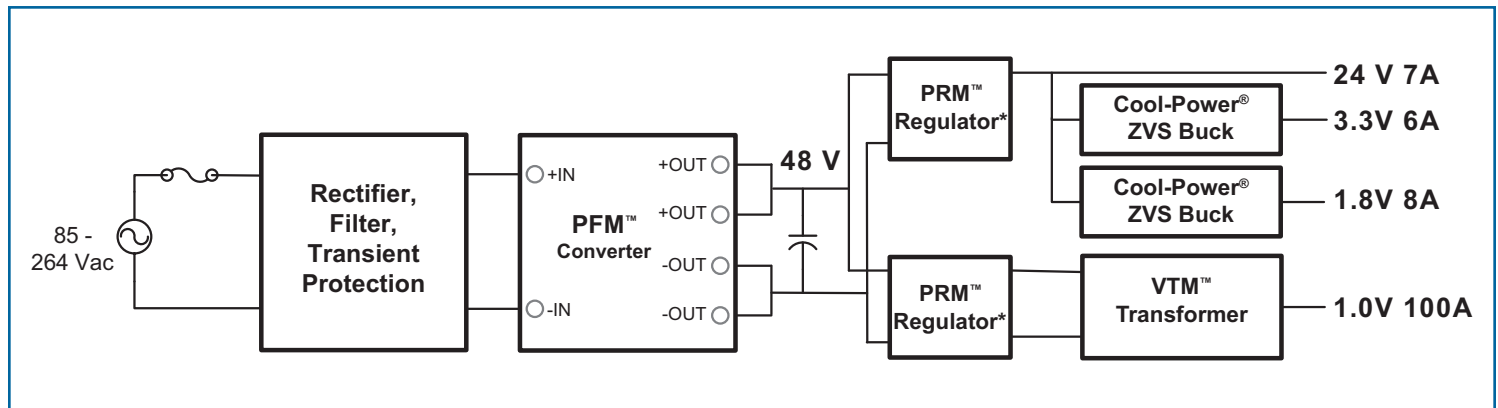 85 -
264 Vac
Rectifier,
Filter,
Transient
Protection
+IN
-IN
PFM™
Converter
+OUT
+OUT
-OUT
-OUT
48 V
PRM™
Regulator*
PRM™
Regulator*
Cool-Power®
ZVS Buck
Cool-Power®
ZVS Buck
VTM™
Transformer
24 V 7A
3.3V 6A
1.8V 8A
1.0V 100A